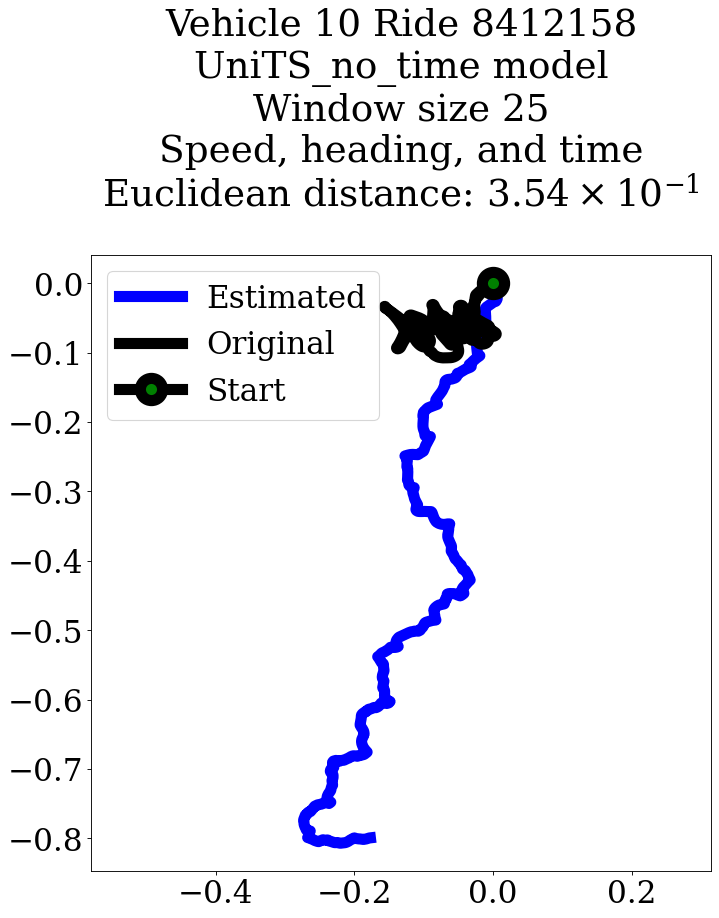 Vehicle 10 Ride 8412158
UniTS_no_time model
Window size 25
Speed, heading, and time
Euclidean distance: 3.54 × 10⁻¹
Estimated
Original
Start
0.0
−0.1
−0.2
−0.3
−0.4
−0.5
−0.6
−0.7
−0.8
−0.4 −0.2 0.0 0.2